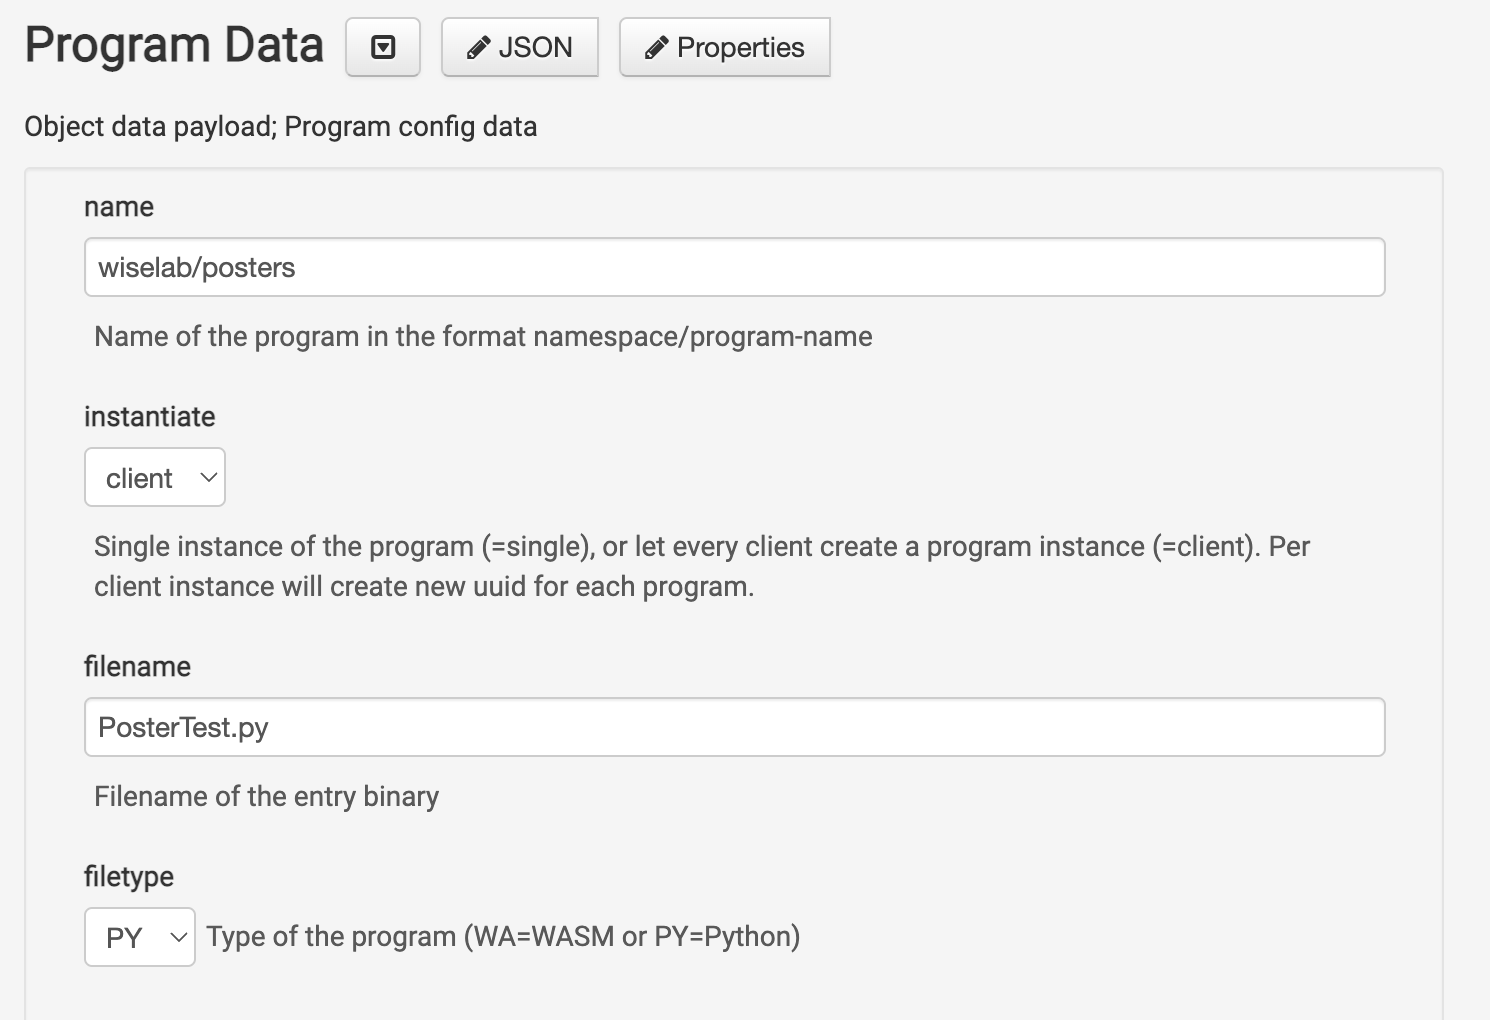 Program Data
JSON
Properties
Object data payload; Program config data
name
wiselab/posters
Name of the program in the format namespace/program-name
instantiate
client
Single instance of the program (=single), or let every client create a program instance (=client). Per
client instance will create new uuid for each program.
filename
PosterTest.py
Filename of the entry binary
filetype
PY
Type of the program (WA=WASM or PY=Python)